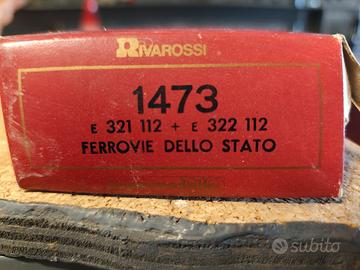 RIVAROSSI
1473
E 321 112 + E 322 112
FERROVIE DELLO STATO
subito